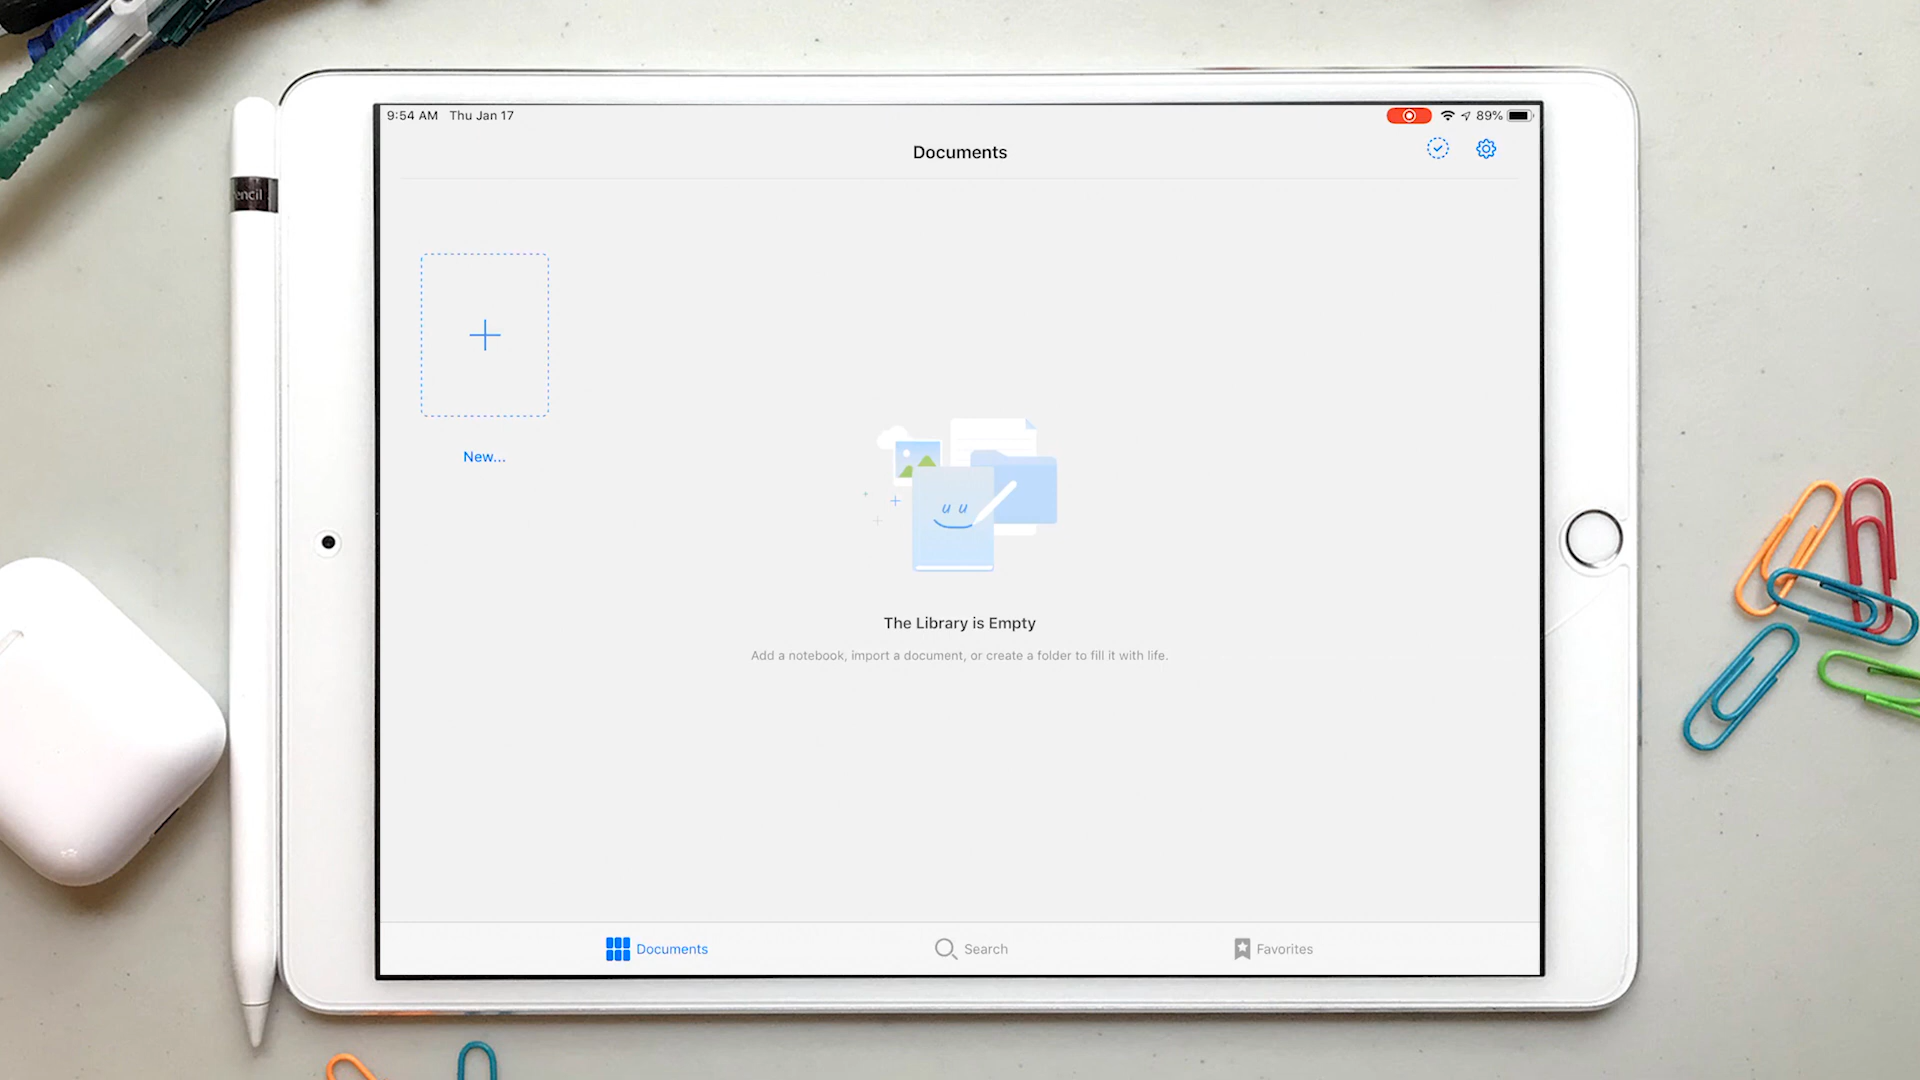 9:54 AM Thu Jan 17
89%
Documents
encil
New...
The Library is Empty
Add a notebook, import a document, or create a folder to fill it with life.
Documents
Search
Favorites